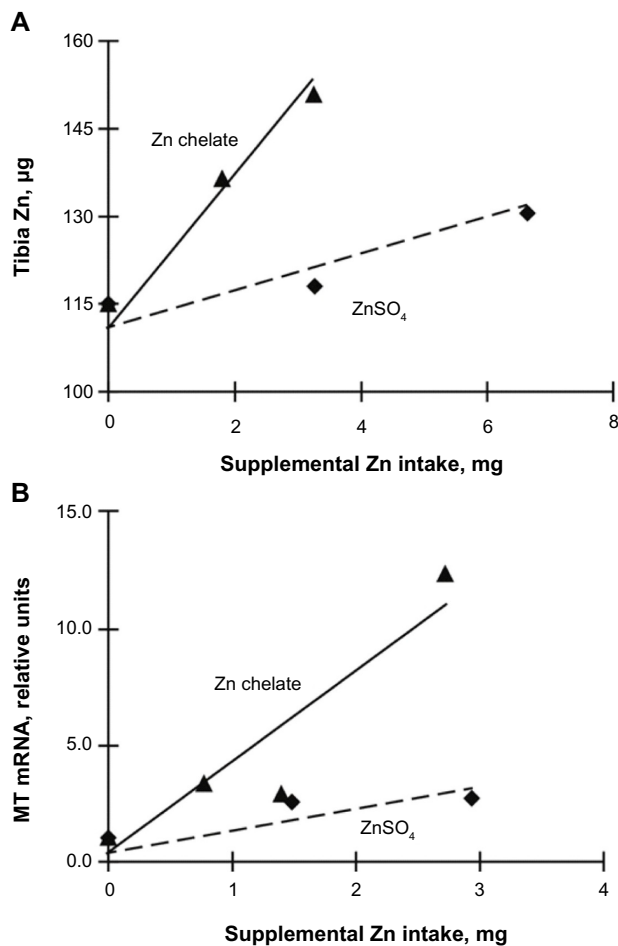 A
160
145
130
115
100
Tibia Zn, µg
Zn chelate
ZnSO4
0 2 4 6 8
Supplemental Zn intake, mg
B
15.0
10.0
5.0
0.0
MT mRNA, relative units
Zn chelate
ZnSO4
0 1 2 3 4
Supplemental Zn intake, mg